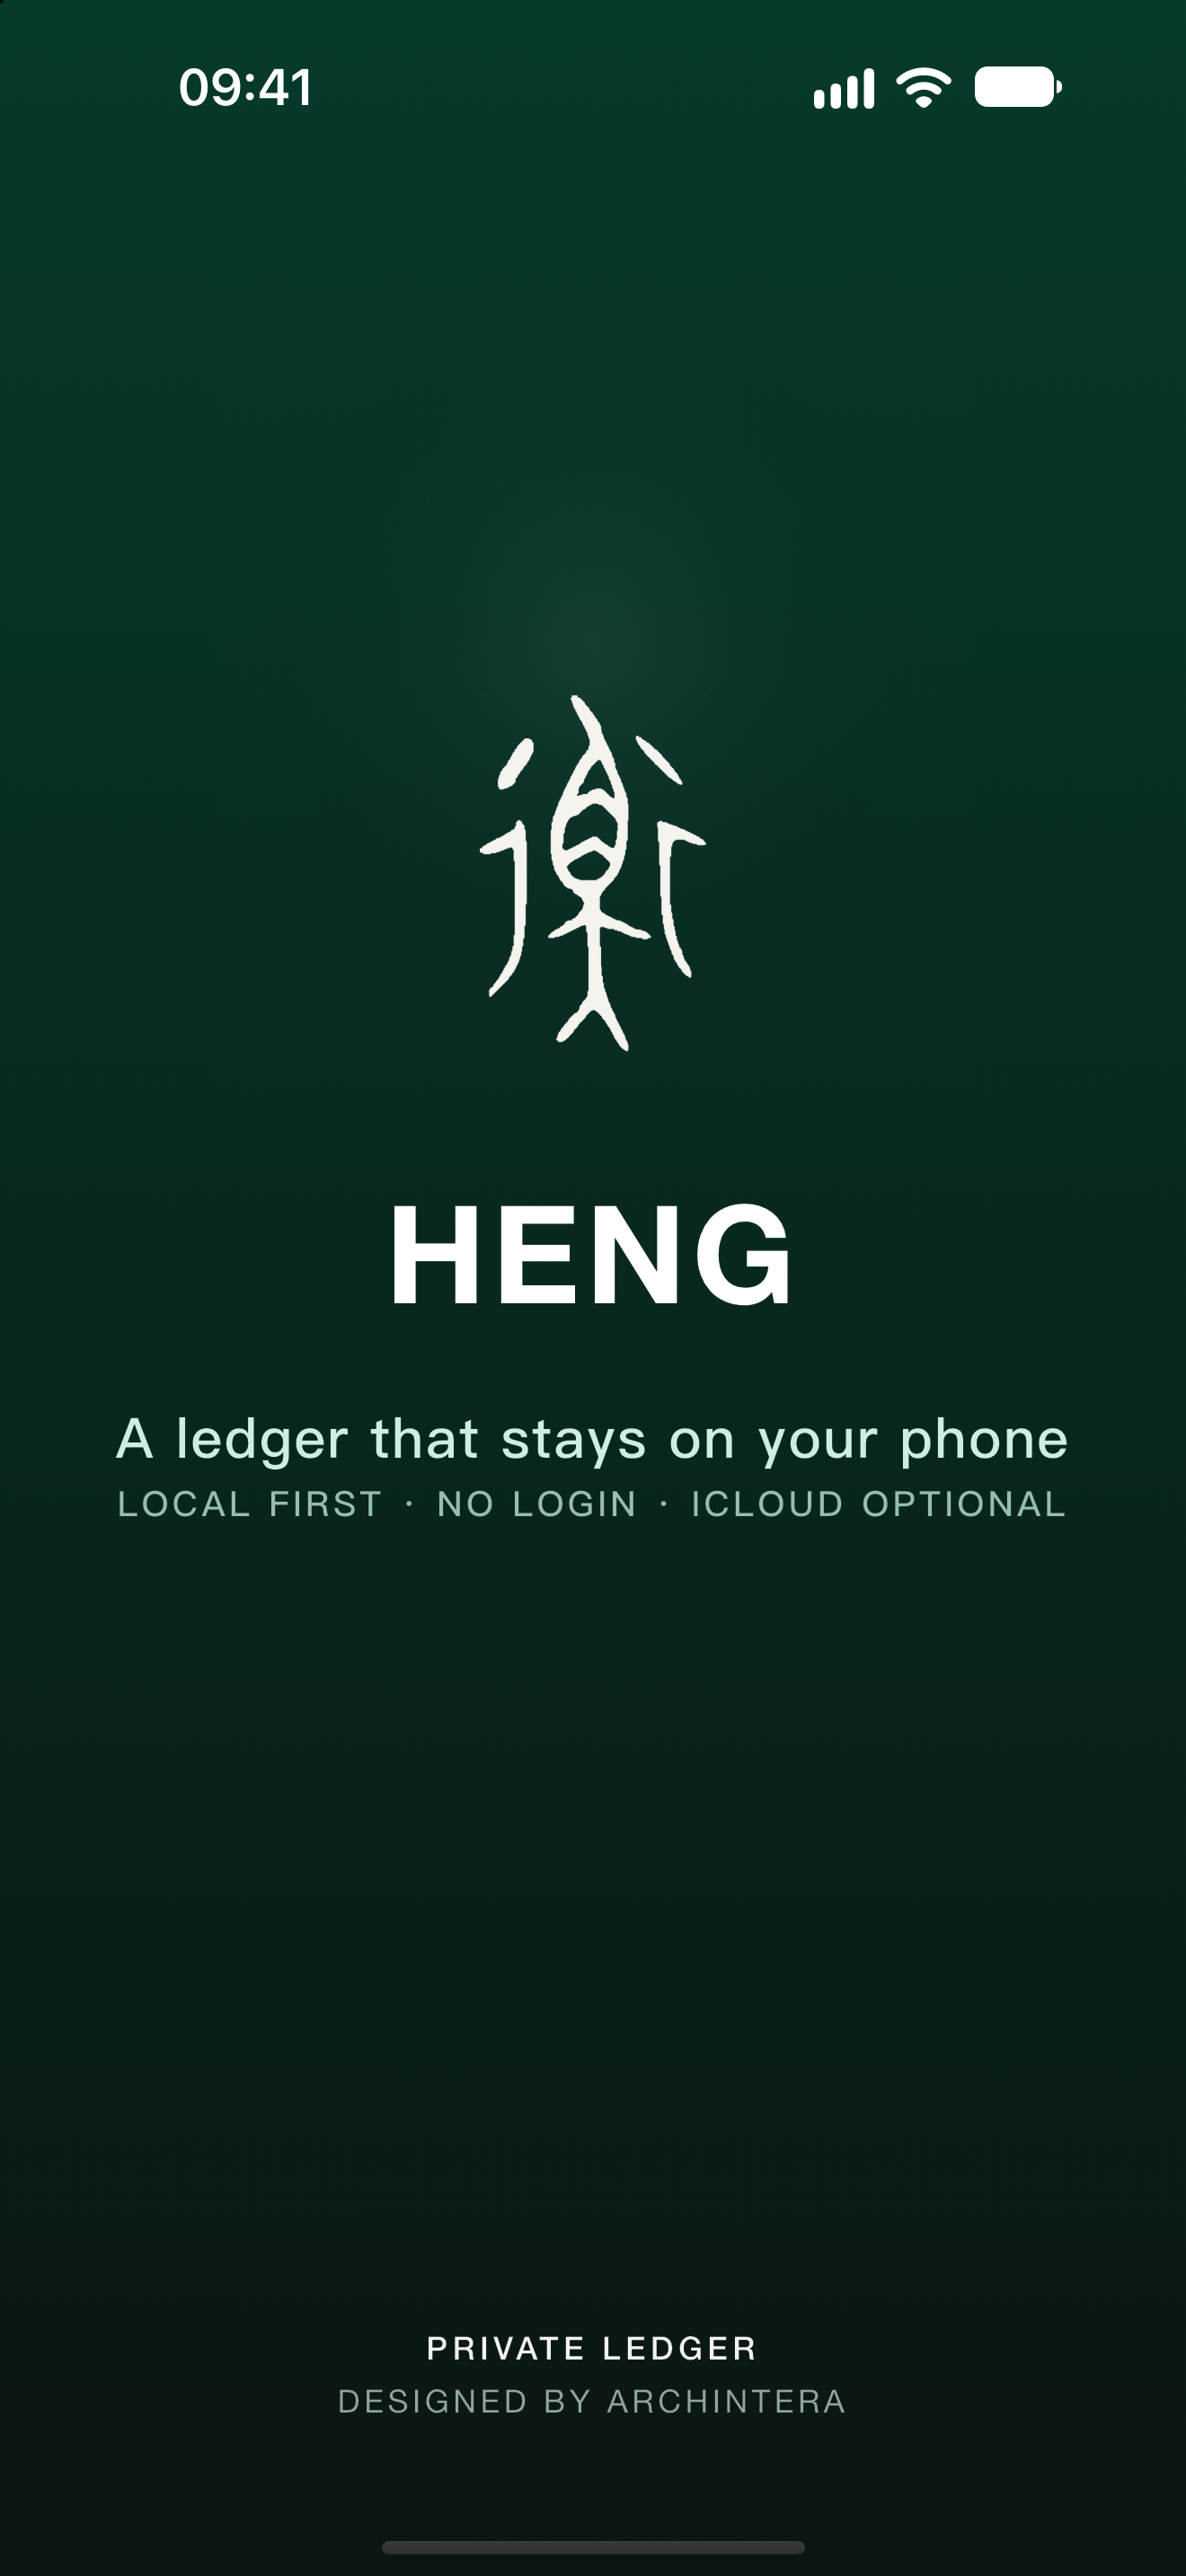 09:41
衡
HENG
A ledger that stays on your phone
LOCAL FIRST · NO LOGIN · ICLOUD OPTIONAL
PRIVATE LEDGER
DESIGNED BY ARCHINTERA